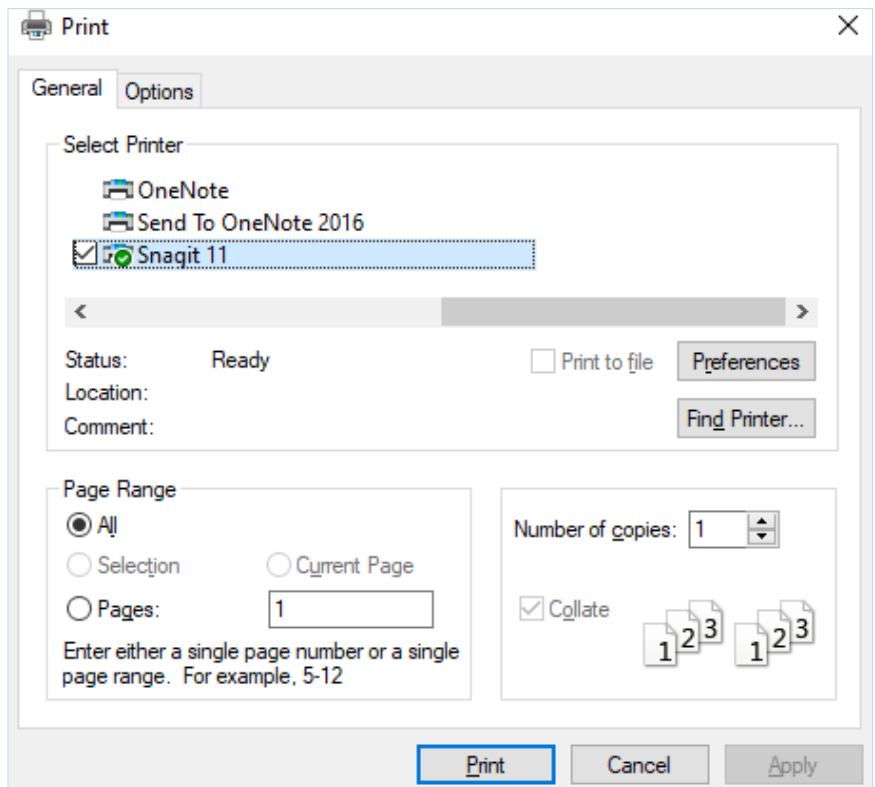 Print
General
Options
Select Printer
OneNote
Send To OneNote 2016
Snagit 11
Status: Ready
Print to file
Preferences
Location:
Comment:
Find Printer...
Page Range
All
Selection
Current Page
Pages: 1
Enter either a single page number or a single
page range. For example, 5-12
Number of copies: 1
Collate
1 2 3 1 2 3
Print
Cancel
Apply